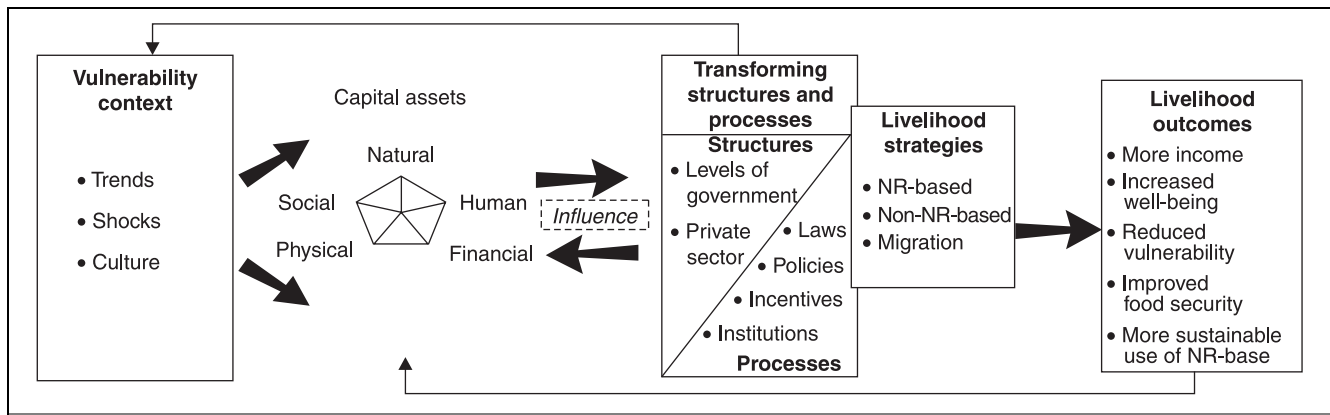 Vulnerability
context
• Trends
• Shocks
• Culture
Capital assets
Natural
Social
Human
Physical
Financial
Influence
Transforming
structures and
processes
Structures
• Levels of
government
• Private
sector
• Laws
• Policies
• Incentives
• Institutions
Processes
Livelihood
strategies
• NR-based
• Non-NR-based
• Migration
Livelihood
outcomes
• More income
• Increased
well-being
• Reduced
vulnerability
• Improved
food security
• More sustainable
use of NR-base